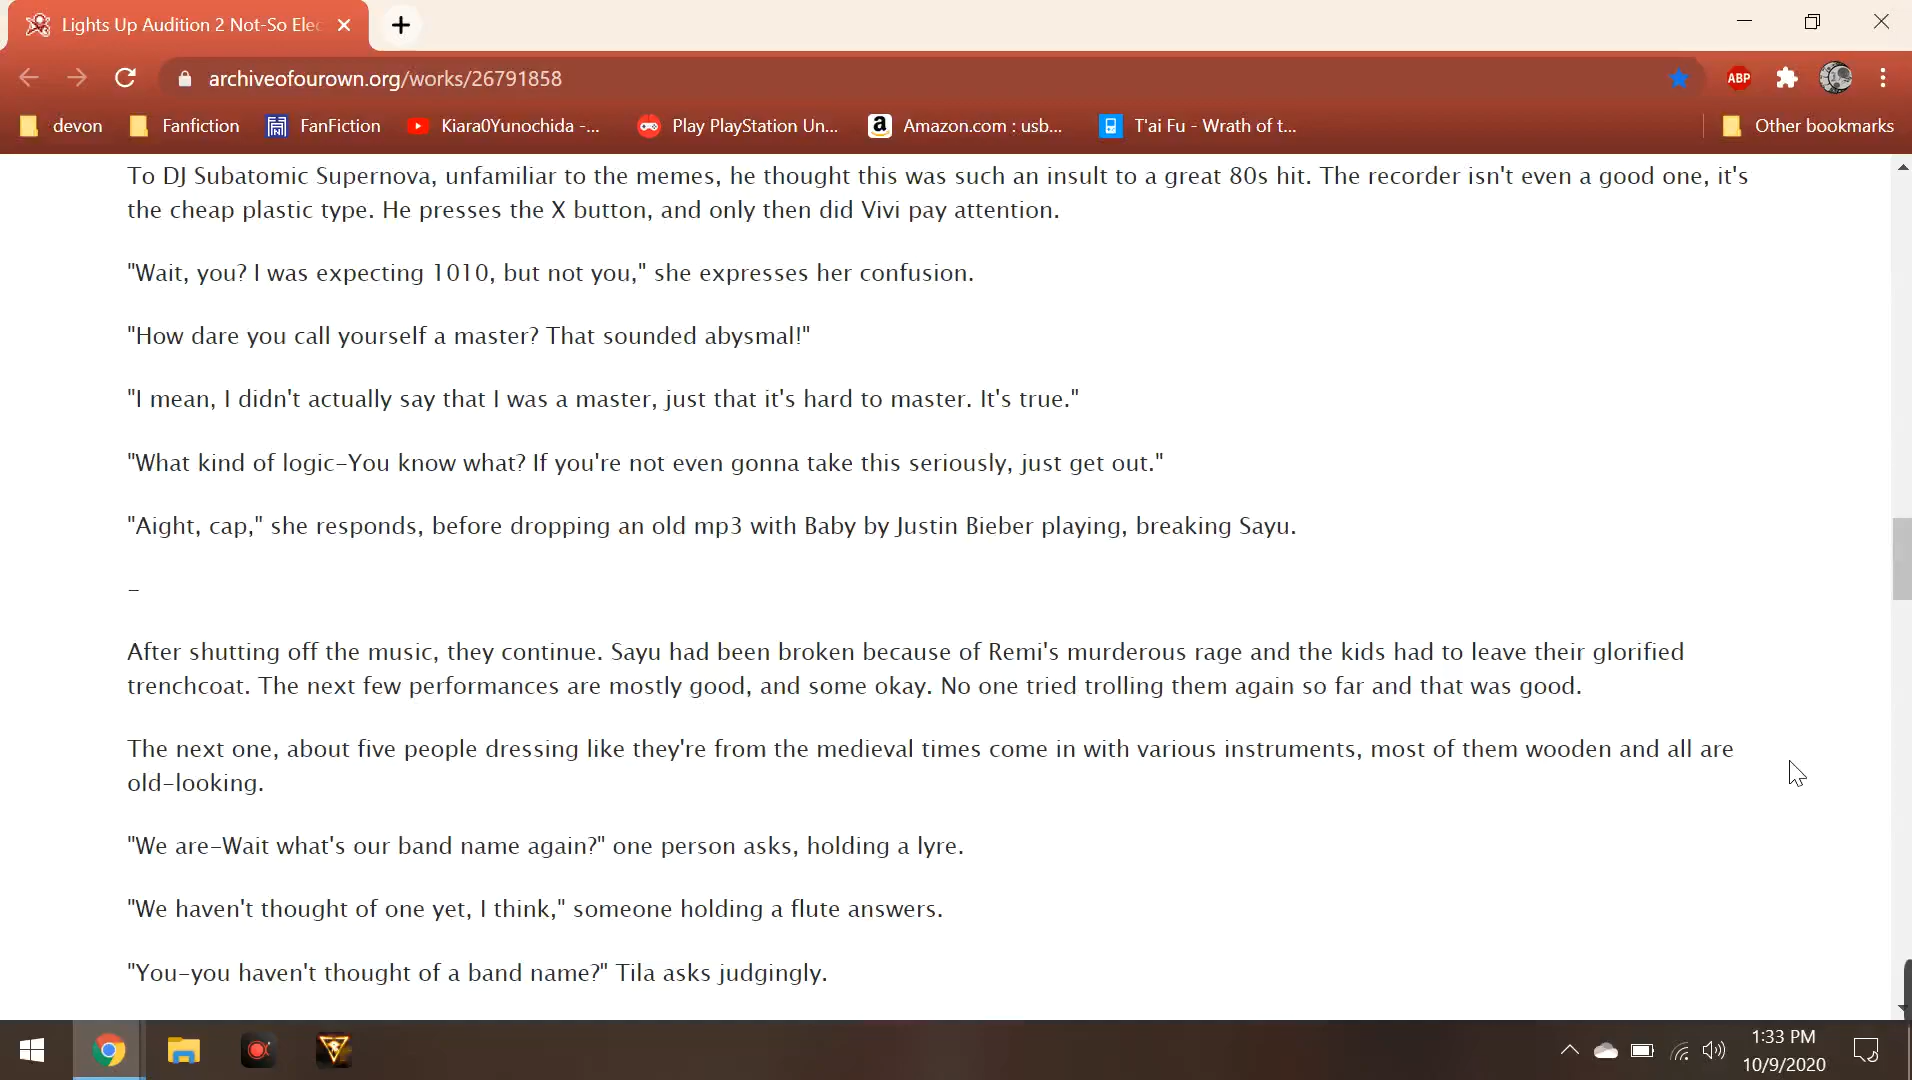 Lights Up Audition 2 Not-So Ele
archiveofourown.org/works/26791858
ABP
devon
Fanfiction
FanFiction
Kiara0Yunochida -...
Play PlayStation Un...
Amazon.com : usb...
T'ai Fu - Wrath of t...
Other bookmarks
To DJ Subatomic Supernova, unfamiliar to the memes, he thought this was such an insult to a great 80s hit. The recorder isn't even a good one, it's
the cheap plastic type. He presses the X button, and only then did Vivi pay attention.
"Wait, you? I was expecting 1010, but not you," she expresses her confusion.
"How dare you call yourself a master? That sounded abysmal!"
"I mean, I didn't actually say that I was a master, just that it's hard to master. It's true."
"What kind of logic-You know what? If you're not even gonna take this seriously, just get out."
"Aight, cap," she responds, before dropping an old mp3 with Baby by Justin Bieber playing, breaking Sayu.
-
After shutting off the music, they continue. Sayu had been broken because of Remi's murderous rage and the kids had to leave their glorified
trenchcoat. The next few performances are mostly good, and some okay. No one tried trolling them again so far and that was good.
The next one, about five people dressing like they're from the medieval times come in with various instruments, most of them wooden and all are
old-looking.
"We are-Wait what's our band name again?" one person asks, holding a lyre.
"We haven't thought of one yet, I think," someone holding a flute answers.
"You-you haven't thought of a band name?" Tila asks judgingly.
1:33 PM
10/9/2020